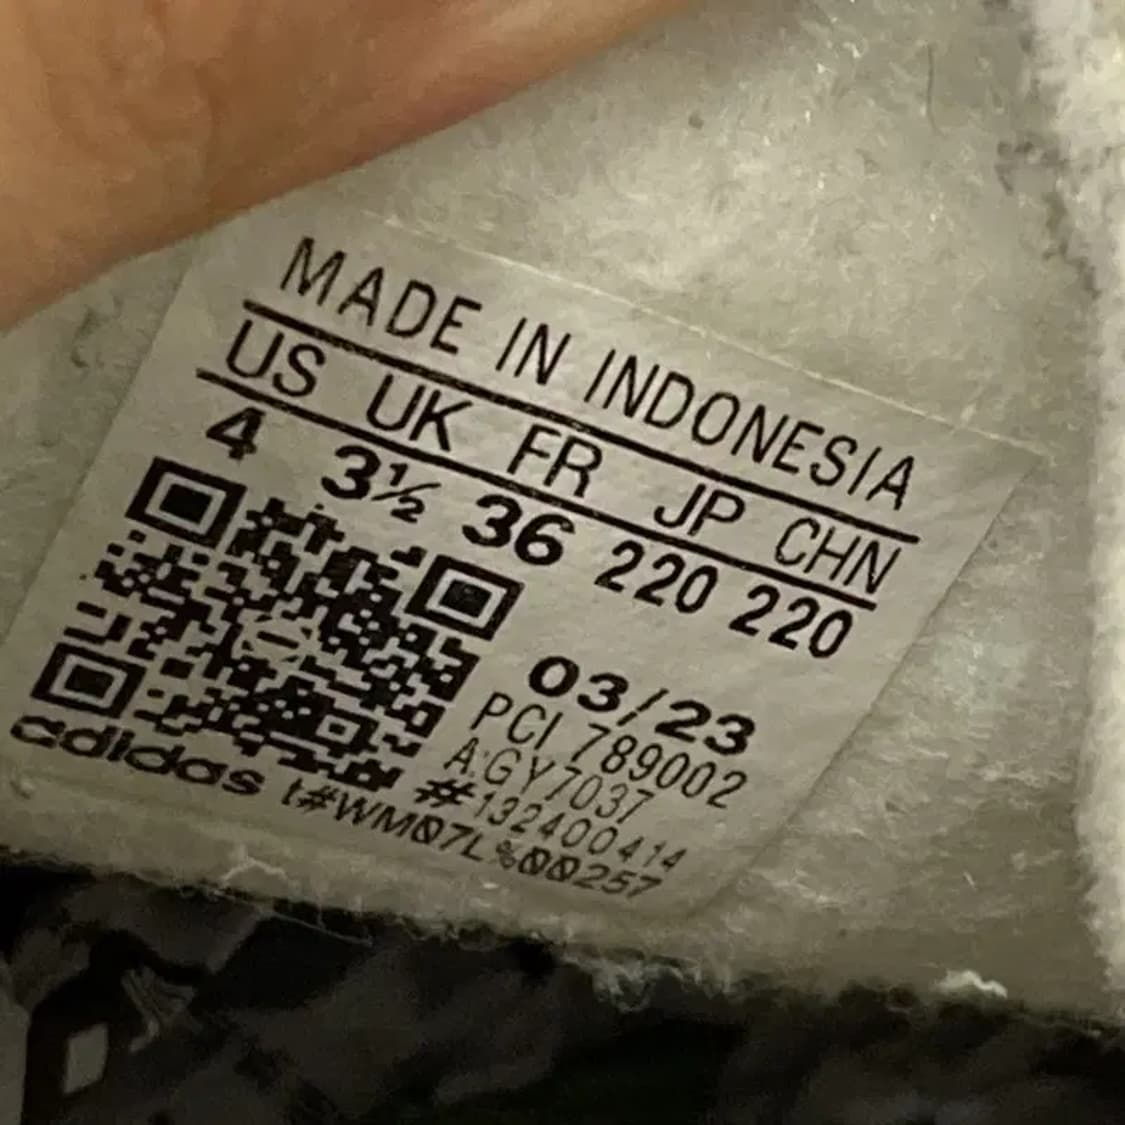 MADE IN INDONESIA
US UK FR JP CHN
4 3½ 36 220 220
03/23
PCI 789002
A:GY7037
#132400414
adidas t#WM07L%00257